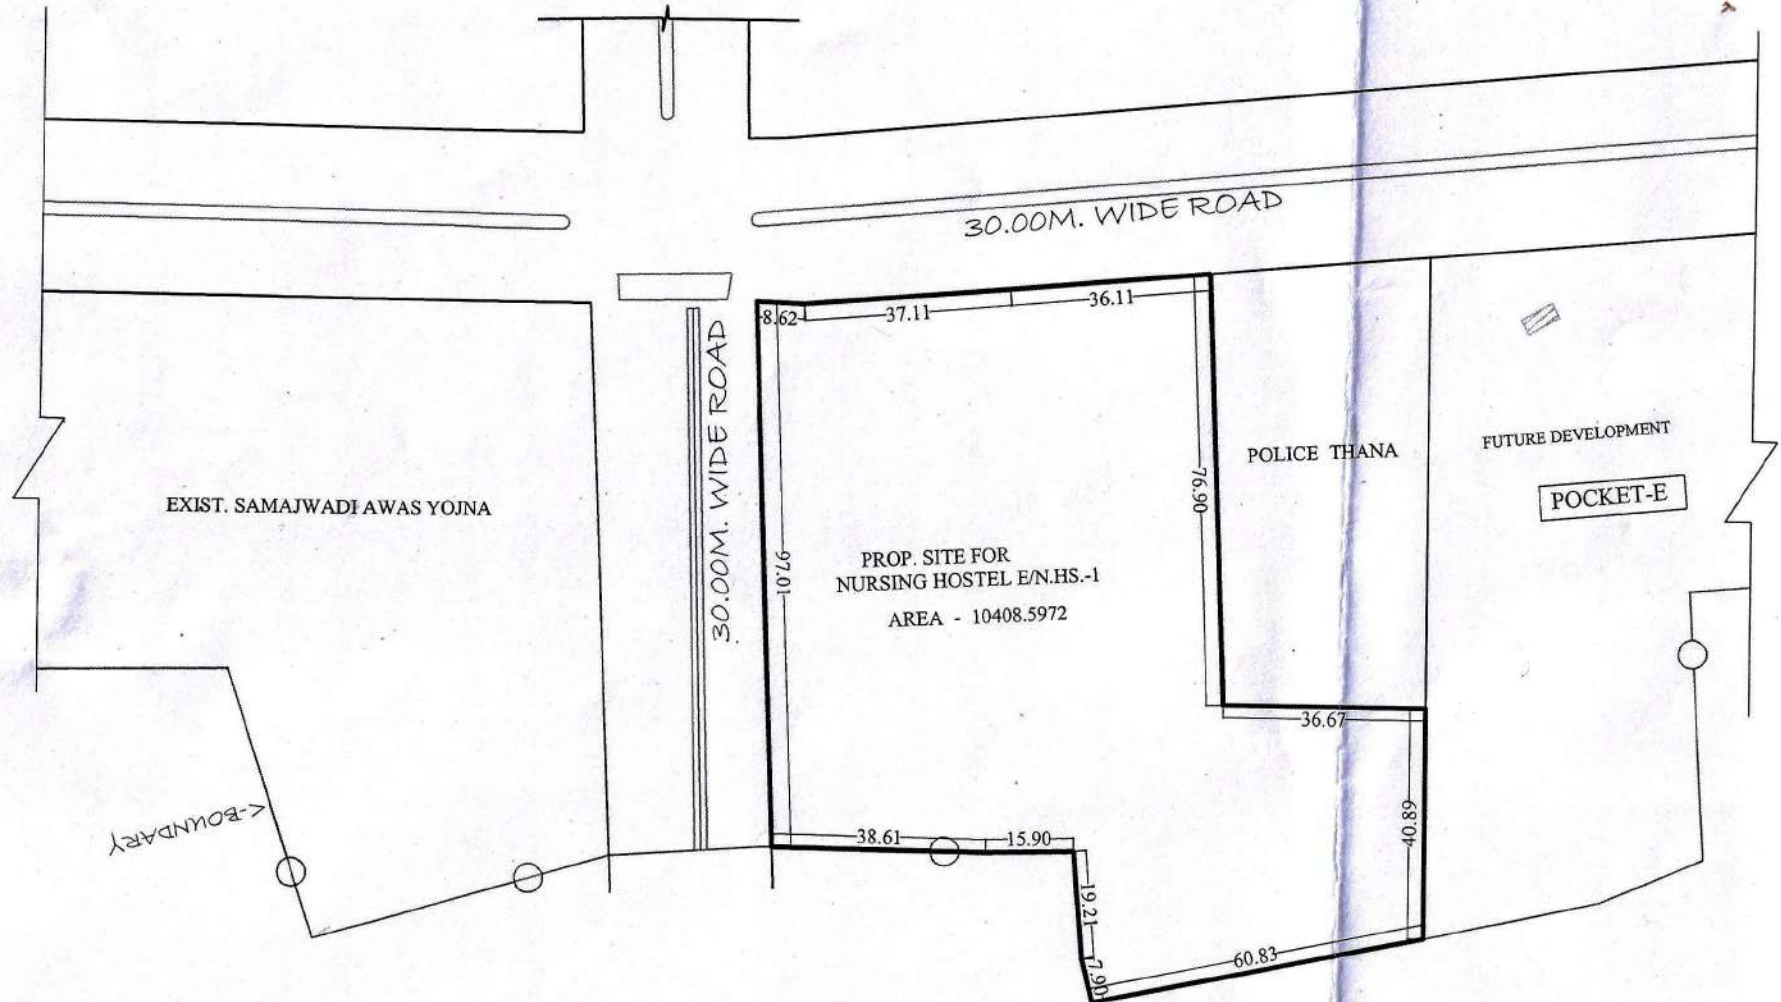 30.00M. WIDE ROAD
8.62
37.11
36.11
30.00M. WIDE ROAD
97.01
76.90
POLICE THANA
FUTURE DEVELOPMENT
POCKET-E
EXIST. SAMAJWADI AWAS YOJNA
PROP. SITE FOR
NURSING HOSTEL E/N.HS.-1
AREA - 10408.5972
36.67
40.89
38.61
15.90
19.21
7.90
60.83
<-BOUNDARY